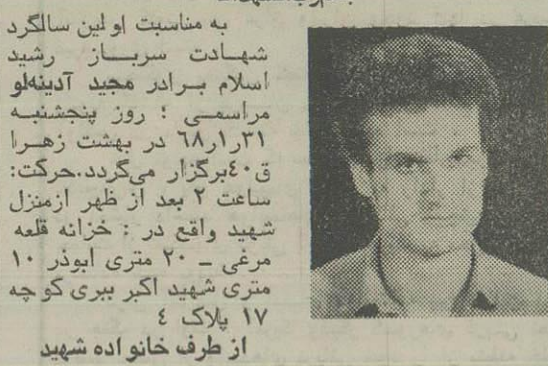 به مناسبت اولین سالگرد
شهادت سرباز رشید
اسلام برادر مجید آدینه‌لو
مراسمی ؛ روز پنجشنبه
۳۱ر۱ر۶۸ در بهشت زهرا
ق۴۰برگزار می‌گردد.حرکت:
ساعت ۲ بعد از ظهر ازمنزل
شهید واقع در : خزانه قلعه
مرغی - ۲۰ متری ابوذر ۱۰
متری شهید اکبر ببری کوچه
۱۷ پلاک ٤
از طرف خانواده شهید